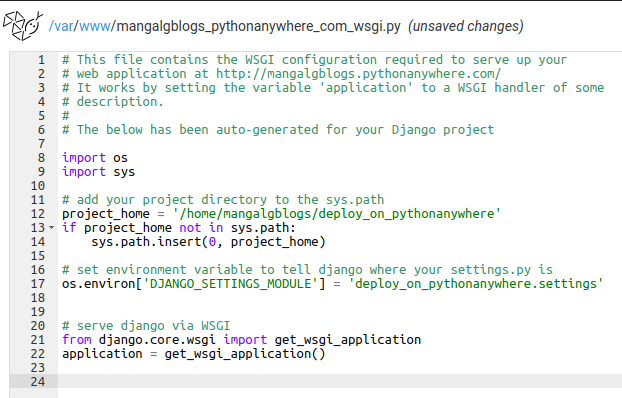 /var/www/mangalgblogs_pythonanywhere_com_wsgi.py (unsaved changes)
1 # This file contains the WSGI configuration required to serve up your
2 # web application at http://mangalgblogs.pythonanywhere.com/
3 # It works by setting the variable 'application' to a WSGI handler of some
4 # description.
5 #
6 # The below has been auto-generated for your Django project
7
8 import os
9 import sys
10
11 # add your project directory to the sys.path
12 project_home = '/home/mangalgblogs/deploy_on_pythonanywhere'
13 if project_home not in sys.path:
14     sys.path.insert(0, project_home)
15
16 # set environment variable to tell django where your settings.py is
17 os.environ['DJANGO_SETTINGS_MODULE'] = 'deploy_on_pythonanywhere.settings'
18
19
20 # serve django via WSGI
21 from django.core.wsgi import get_wsgi_application
22 application = get_wsgi_application()
23
24